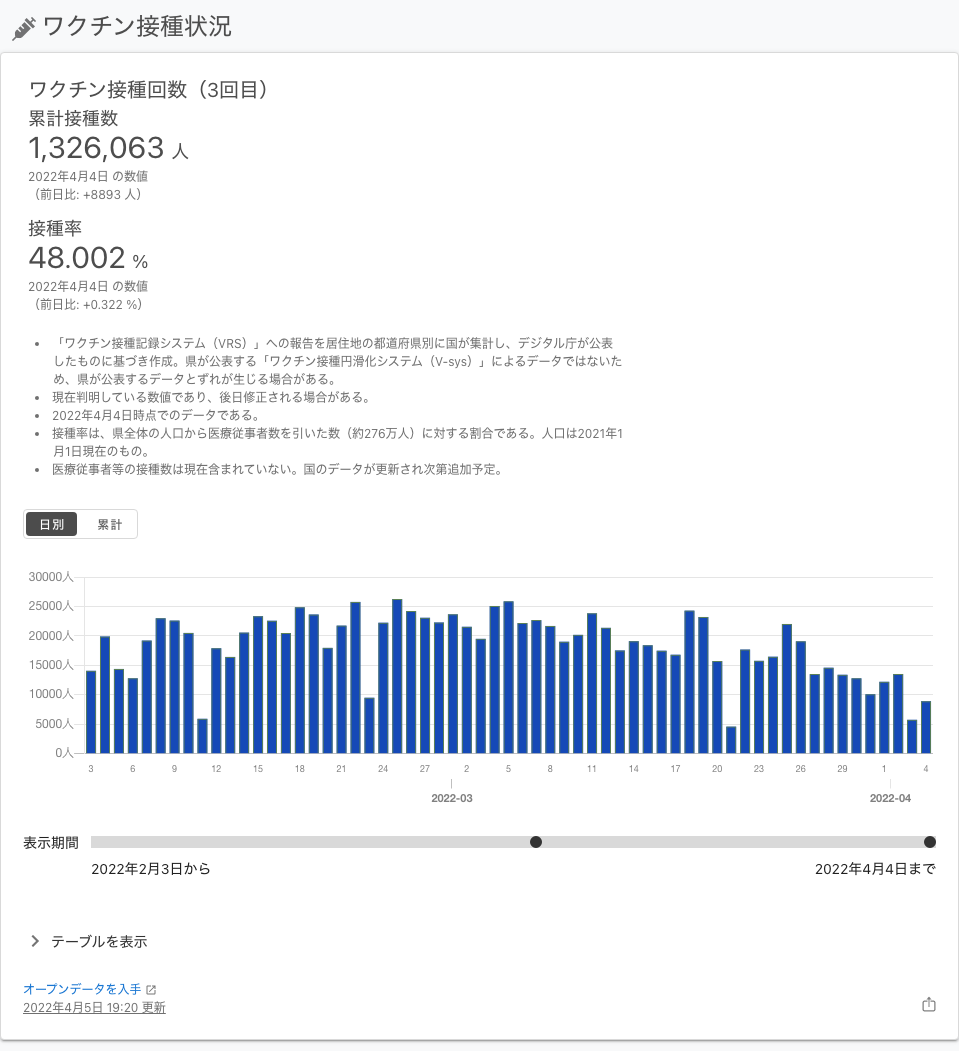 ワクチン接種状況
ワクチン接種回数（3回目）
累計接種数
1,326,063 人
2022年4月4日 の数値
（前日比: +8893 人）
接種率
48.002 %
2022年4月4日 の数値
（前日比: +0.322 %）
• 「ワクチン接種記録システム（VRS）」への報告を居住地の都道府県別に国が集計し、デジタル庁が公表
したものに基づき作成。県が公表する「ワクチン接種円滑化システム（V-sys）」によるデータではないた
め、県が公表するデータとずれが生じる場合がある。
• 現在判明している数値であり、後日修正される場合がある。
• 2022年4月4日時点でのデータである。
• 接種率は、県全体の人口から医療従事者数を引いた数（約276万人）に対する割合である。人口は2021年1
月1日現在のもの。
• 医療従事者等の接種数は現在含まれていない。国のデータが更新され次第追加予定。
日別 累計
30000人
25000人
20000人
15000人
10000人
5000人
0人
3 6 9 12 15 18 21 24 27 2 5 8 11 14 17 20 23 26 29 1 4
2022-03 2022-04
表示期間
2022年2月3日から 2022年4月4日まで
テーブルを表示
オープンデータを入手
2022年4月5日 19:20 更新